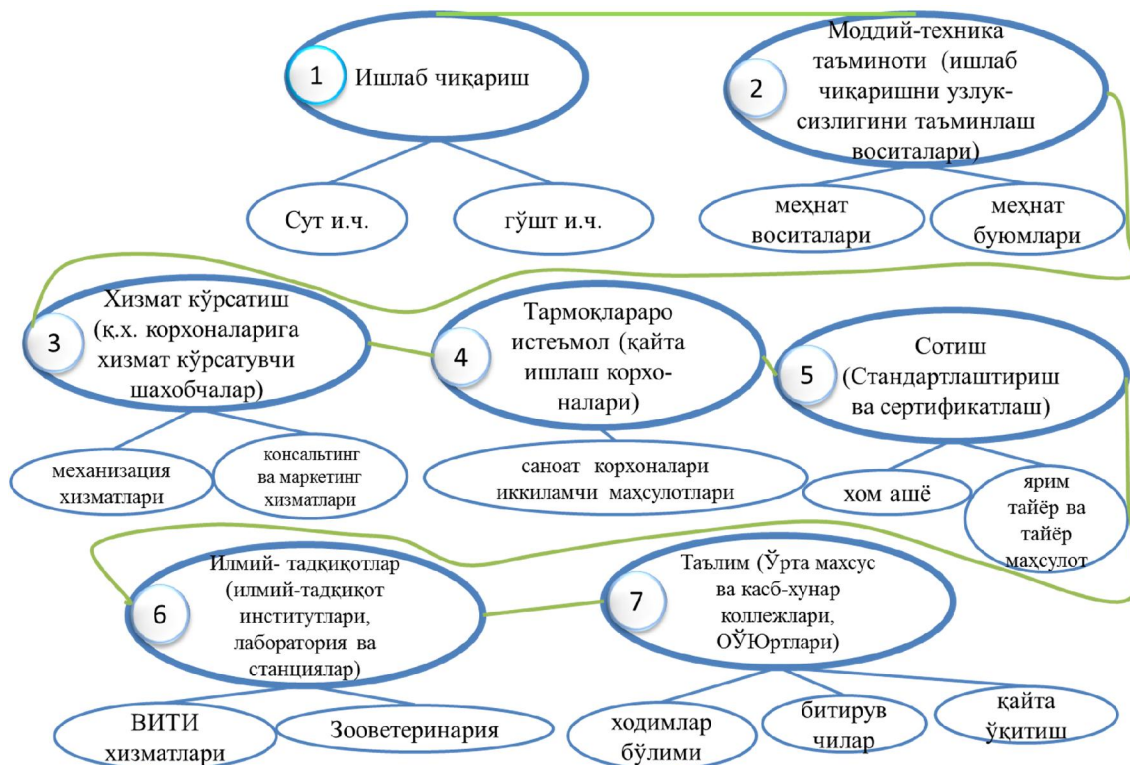 1
Ишлаб чиқариш
Моддий-техника
таъминоти (ишлаб
2
чиқаришни узлук-
сизлигини таъминлаш
воситалари)
Сут и.ч.
гўшт и.ч.
меҳнат
воситалари
меҳнат
буюмлари
Хизмат кўрсатиш
3
(қ.х. корхоналарига
хизмат кўрсатувчи
шахобчалар)
Тармоқлараро
4
истеъмол (қайта
ишлаш корхо-
налари)
Сотиш
5
(Стандартлаштириш
ва сертификатлаш)
механизация
хизматлари
консальтинг
ва маркетинг
хизматлари
саноат корхоналари
иккиламчи маҳсулотлари
хом ашё
ярим
тайёр ва
тайёр
маҳсулот
Илмий- тадқиқотлар
6
(илмий-тадқиқот
институтлари,
лаборатория ва
станциялар)
Таълим (Ўрта махсус
7
ва касб-хунар
коллежлари,
ОЎЮртлари)
ВИТИ
хизматлари
Зооветеринария
ходимлар
бўлими
битирув
чилар
қайта
ўқитиш